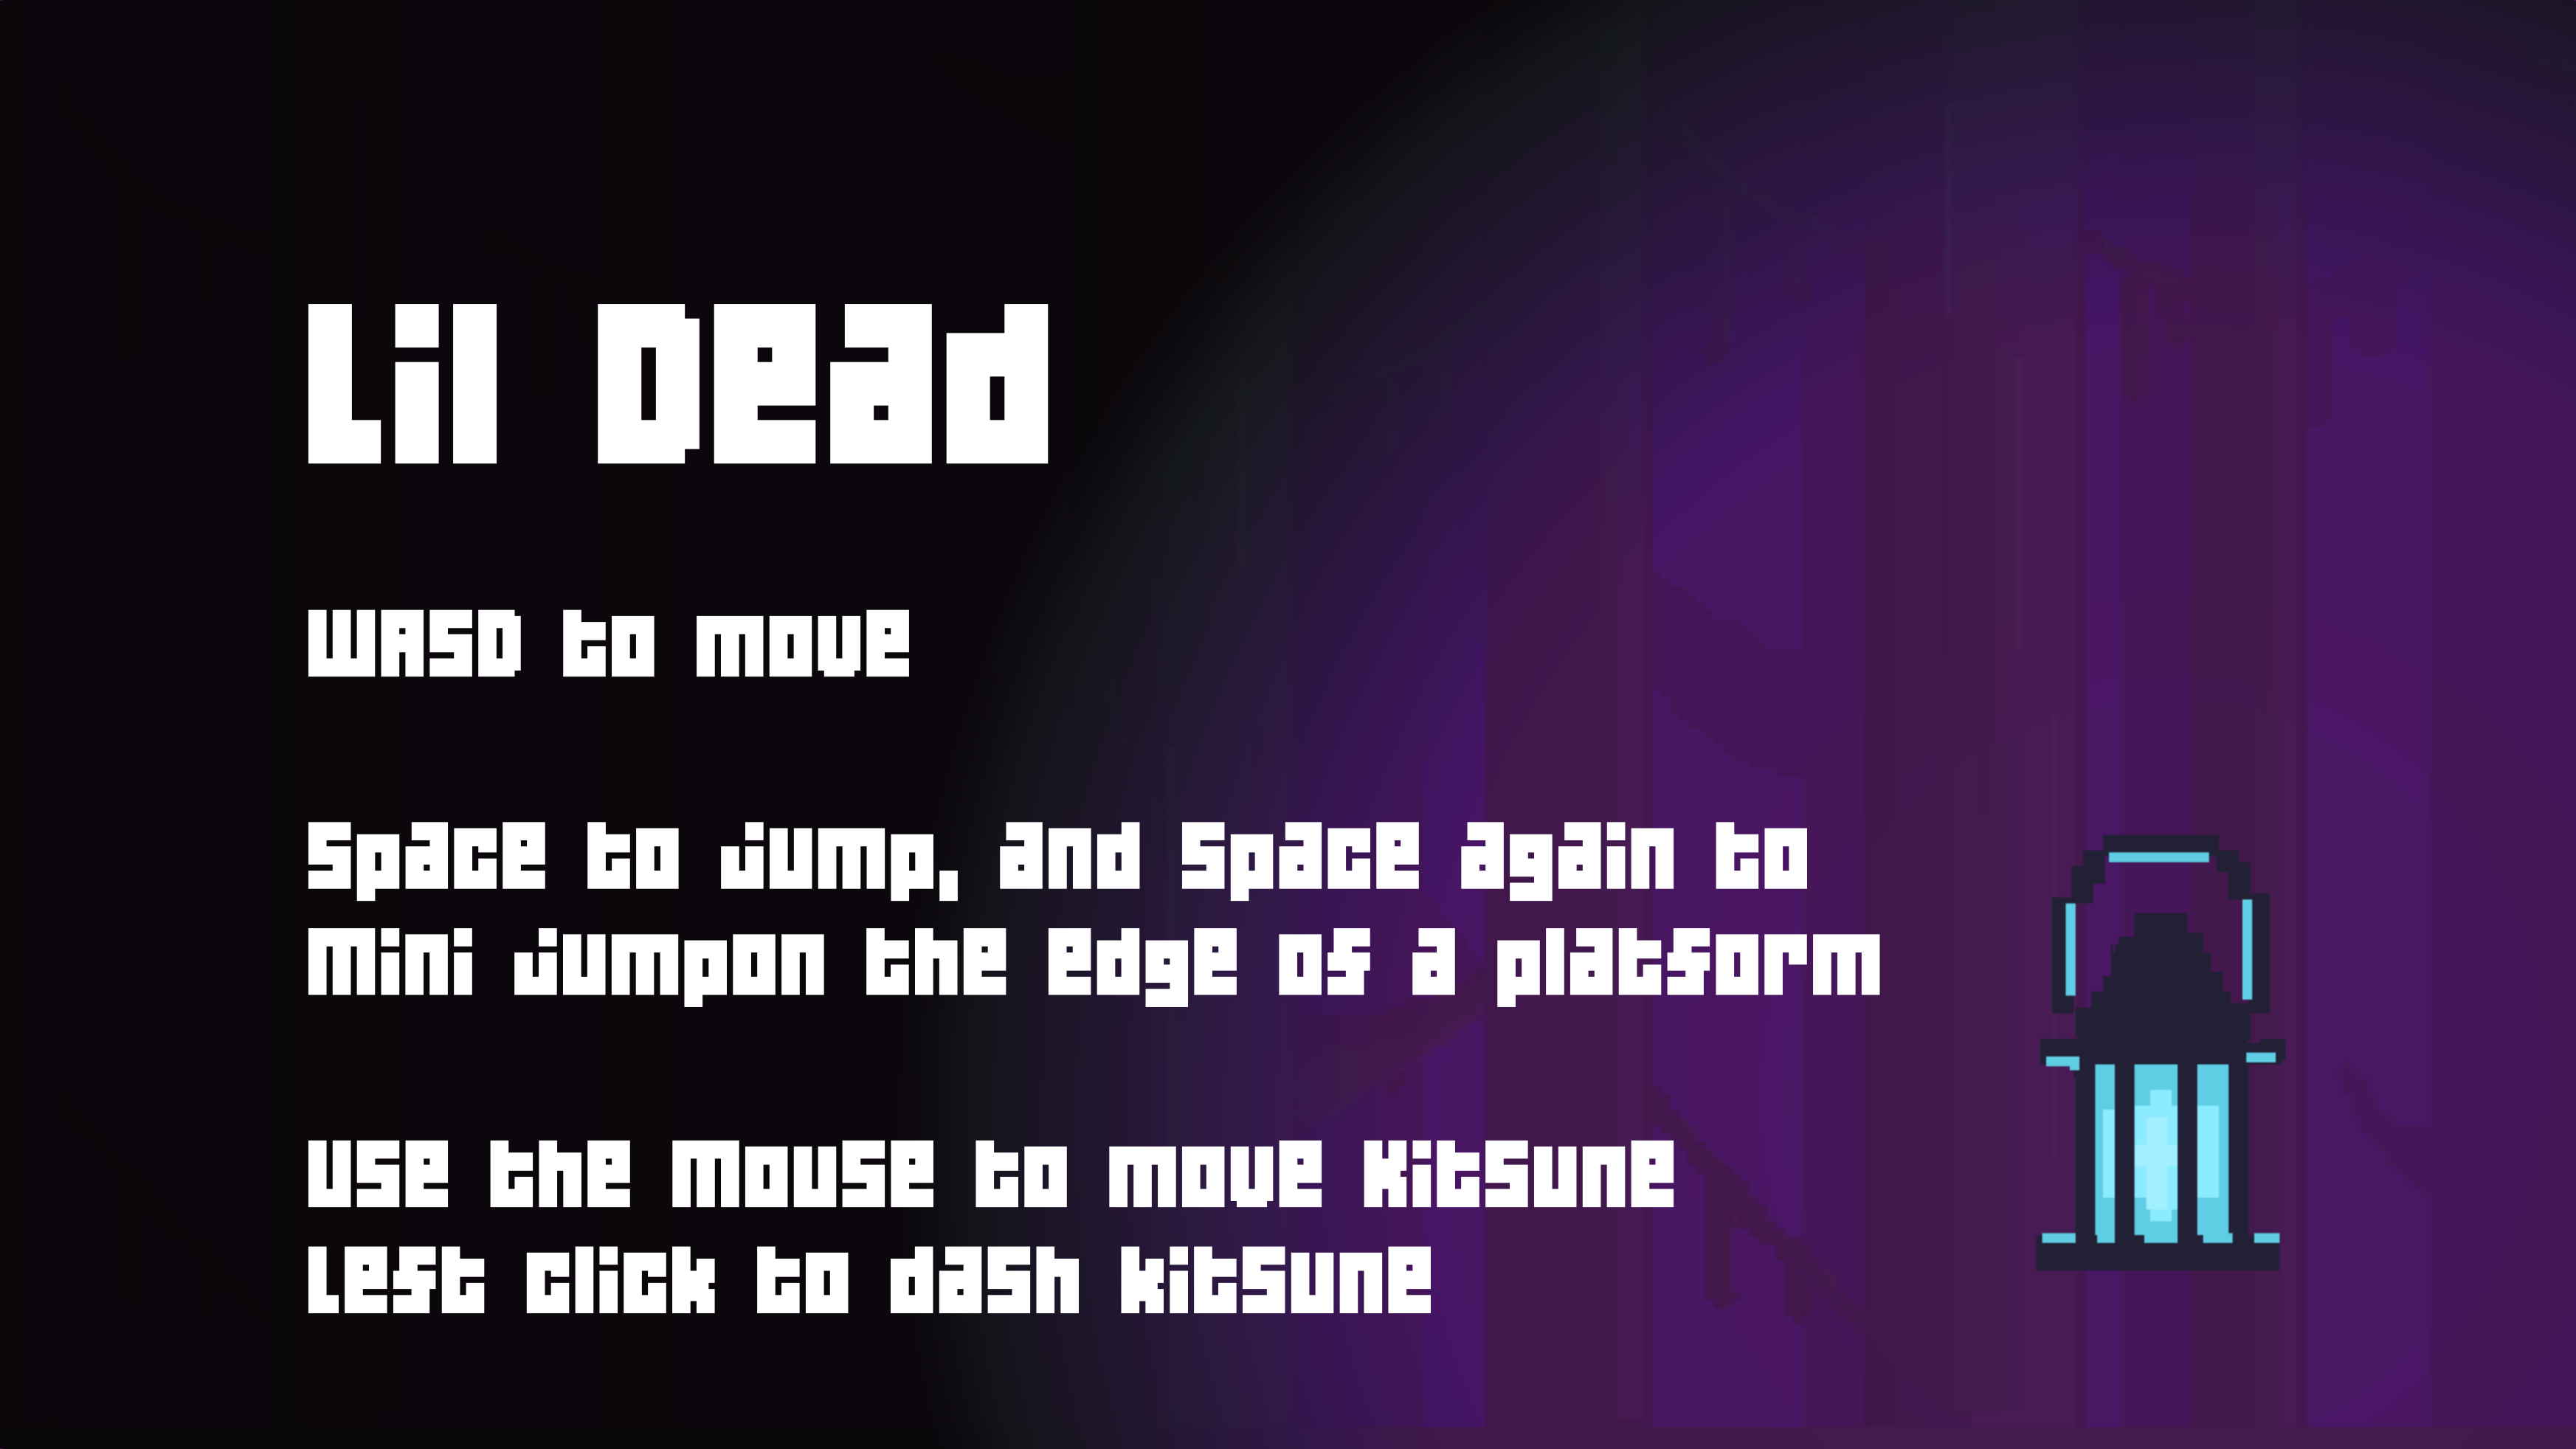 Lil Dead
WASD to move
Space to jump, and Space again to
Mini jumpon the edge of a platform
Use the Mouse to move Kitsune
Left click to dash kitsune